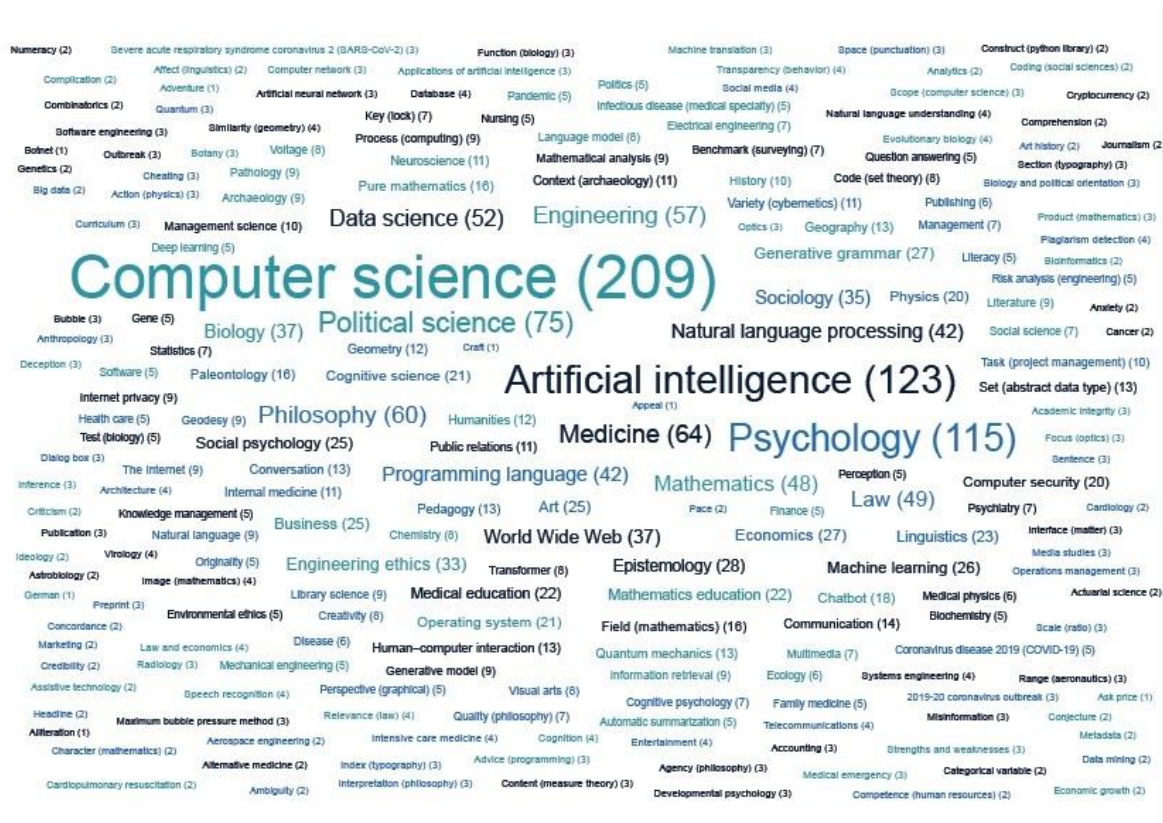 Numeracy (2) Severe acute respiratory syndrome coronavirus 2 (SARS-CoV-2) (3) Function (biology) (3) Machine translation (3) Space (punctuation) (3) Construct (python library) (2)
Complication (2) Affect (linguistics) (2) Computer network (3) Applications of artificial intelligence (3) Transparency (behavior) (4) Analytics (2) Coding (social sciences) (2)
Adventure (1) Artificial neural network (3) Database (4) Pandemic (5) Politics (5) Social media (4) Scope (computer science) (3) Cryptocurrency (2)
Combinatorics (2) Quantum (3) Key (lock) (7) Nursing (5) Infectious disease (medical specialty) (5) Natural language understanding (4) Comprehension (2)
Software engineering (3) Similarity (geometry) (4) Process (computing) (9) Language model (8) Electrical engineering (7) Evolutionary biology (4)
Botnet (1) Outbreak (3) Botany (3) Voltage (8) Neuroscience (11) Mathematical analysis (9) Benchmark (surveying) (7) Question answering (5) Art history (2) Journalism (2
Genetics (2) Cheating (3) Pathology (9) Pure mathematics (16) Context (archaeology) (11) History (10) Code (set theory) (8) Section (typography) (3)
Big data (2) Action (physics) (3) Archaeology (9) Variety (cybernetics) (11) Publishing (6) Biology and political orientation (3)
Curriculum (3) Management science (10) Data science (52) Engineering (57) Optics (3) Geography (13) Management (7) Product (mathematics) (3)
Deep learning (5) Generative grammar (27) Literacy (5) Plagiarism detection (4)
Bioinformatics (2)
Computer science (209) Risk analysis (engineering) (5)
Sociology (35) Physics (20) Literature (9) Anxiety (2)
Bubble (3) Gene (5) Biology (37) Political science (75) Natural language processing (42) Social science (7) Cancer (2)
Anthropology (3) Statistics (7) Geometry (12) Craft (1)
Deception (3) Software (5) Paleontology (16) Cognitive science (21) Artificial intelligence (123) Task (project management) (10)
Internet privacy (9) Set (abstract data type) (13)
Health care (5) Geodesy (9) Philosophy (60) Humanities (12) Appeal (1) Academic integrity (3)
Test (biology) (5) Social psychology (25) Public relations (11) Medicine (64) Psychology (115) Focus (optics) (3)
Dialog box (3) The Internet (9) Conversation (13) Programming language (42) Perception (5) Sentence (3)
Inference (3) Architecture (4) Internal medicine (11) Mathematics (48) Computer security (20)
Criticism (2) Knowledge management (5) Pedagogy (13) Art (25) Pace (2) Finance (5) Law (49) Psychiatry (7) Cardiology (2)
Publication (3) Natural language (9) Business (25) Chemistry (8) World Wide Web (37) Economics (27) Linguistics (23) Interface (matter) (3)
Ideology (2) Virology (4) Originality (5) Engineering ethics (33) Transformer (8) Epistemology (28) Machine learning (26) Media studies (3)
Astrobiology (2) Image (mathematics) (4) Operations management (3)
German (1) Preprint (3) Library science (9) Medical education (22) Mathematics education (22) Chatbot (18) Medical physics (6) Actuarial science (2)
Concordance (2) Environmental ethics (5) Creativity (8) Operating system (21) Field (mathematics) (16) Communication (14) Biochemistry (5) Scale (ratio) (3)
Marketing (2) Law and economics (4) Disease (6) Human–computer interaction (13) Quantum mechanics (13) Multimedia (7) Coronavirus disease 2019 (COVID-19) (5)
Credibility (2) Radiology (3) Mechanical engineering (5) Generative model (9) Information retrieval (9) Ecology (6) Systems engineering (4) Range (aeronautics) (3)
Assistive technology (2) Speech recognition (4) Perspective (graphical) (5) Visual arts (8) Cognitive psychology (7) Family medicine (5) 2019-20 coronavirus outbreak (3) Ask price (1)
Headline (2) Maximum bubble pressure method (3) Relevance (law) (4) Quality (philosophy) (7) Automatic summarization (5) Telecommunications (4) Misinformation (3) Conjecture (2)
Alliteration (1) Aerospace engineering (2) Intensive care medicine (4) Cognition (4) Entertainment (4) Metadata (2)
Character (mathematics) (2) Alternative medicine (2) Index (typography) (3) Advice (programming) (3) Accounting (3) Strengths and weaknesses (3) Data mining (2)
Cardiopulmonary resuscitation (2) Ambiguity (2) Interpretation (philosophy) (3) Content (measure theory) (3) Agency (philosophy) (3) Medical emergency (3) Categorical variable (2)
Developmental psychology (3) Competence (human resources) (2) Economic growth (2)